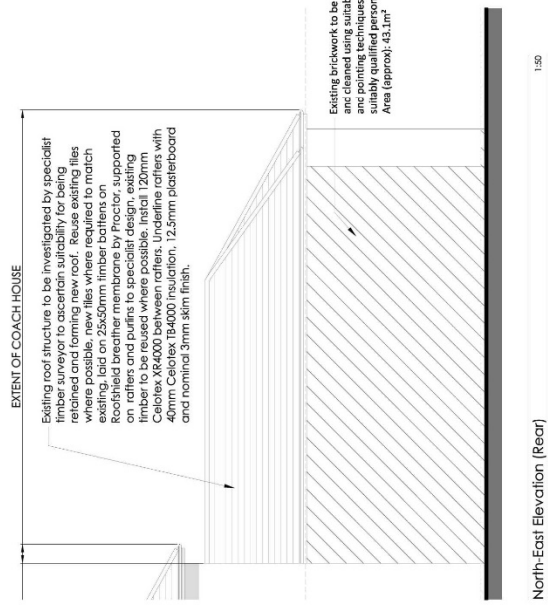 EXTENT OF COACH HOUSE
Existing roof structure to be investigated by specialist
timber surveyor to ascertain suitability for being
retained and forming new roof. Reuse existing tiles
where possible, new tiles where required to match
existing, laid on 25x50mm timber battens on
Roofshield breather membrane by Proctor, supported
on rafters and purlins to specialist design, existing
timber to be reused where possible. Install 120mm
Celotex XR4000 between rafters. Underline rafters with
40mm Celotex TB4000 insulation, 12.5mm plasterboard
and nominal 3mm skim finish.
Existing brickwork to be
and cleaned using
and pointing techniques
suitably qualified
Area (approx): 43.1m²
North-East Elevation (Rear)
1:50